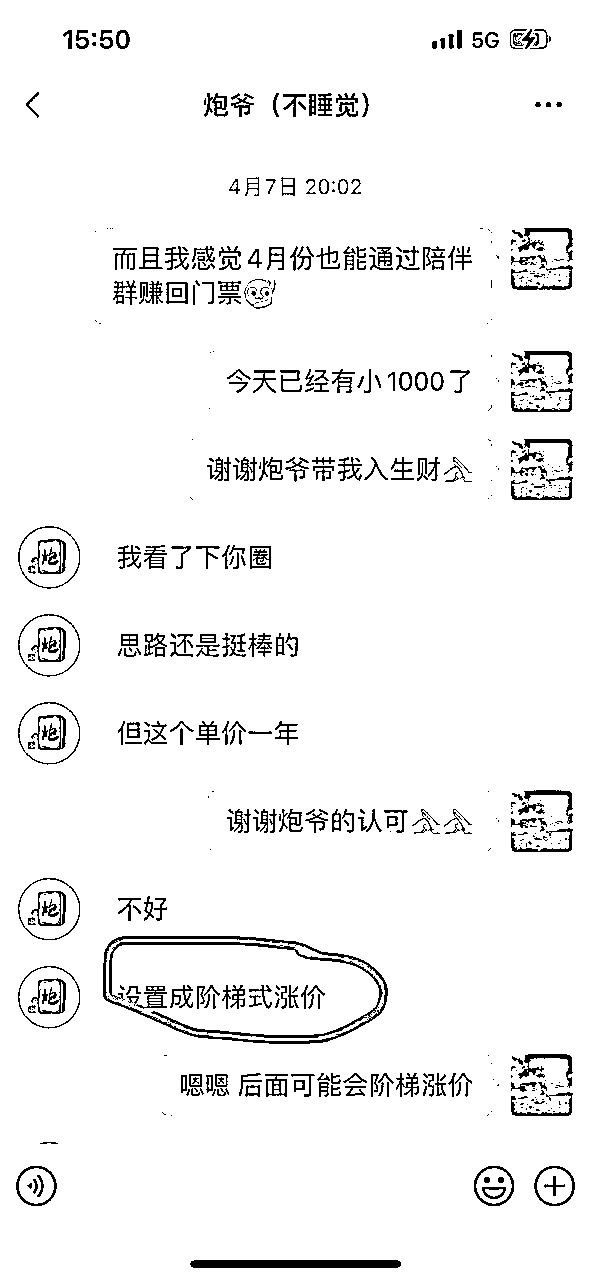 15:50
5G
炮爷（不睡觉）
4月7日 20:02
而且我感觉4月份也能通过陪伴
群赚回门票
今天已经有小1000了
谢谢炮爷带我入生财
炮
我看了下你圈
炮
思路还是挺棒的
炮
但这个单价一年
谢谢炮爷的认可
炮
不好
炮
设置成阶梯式涨价
嗯嗯 后面可能会阶梯涨价